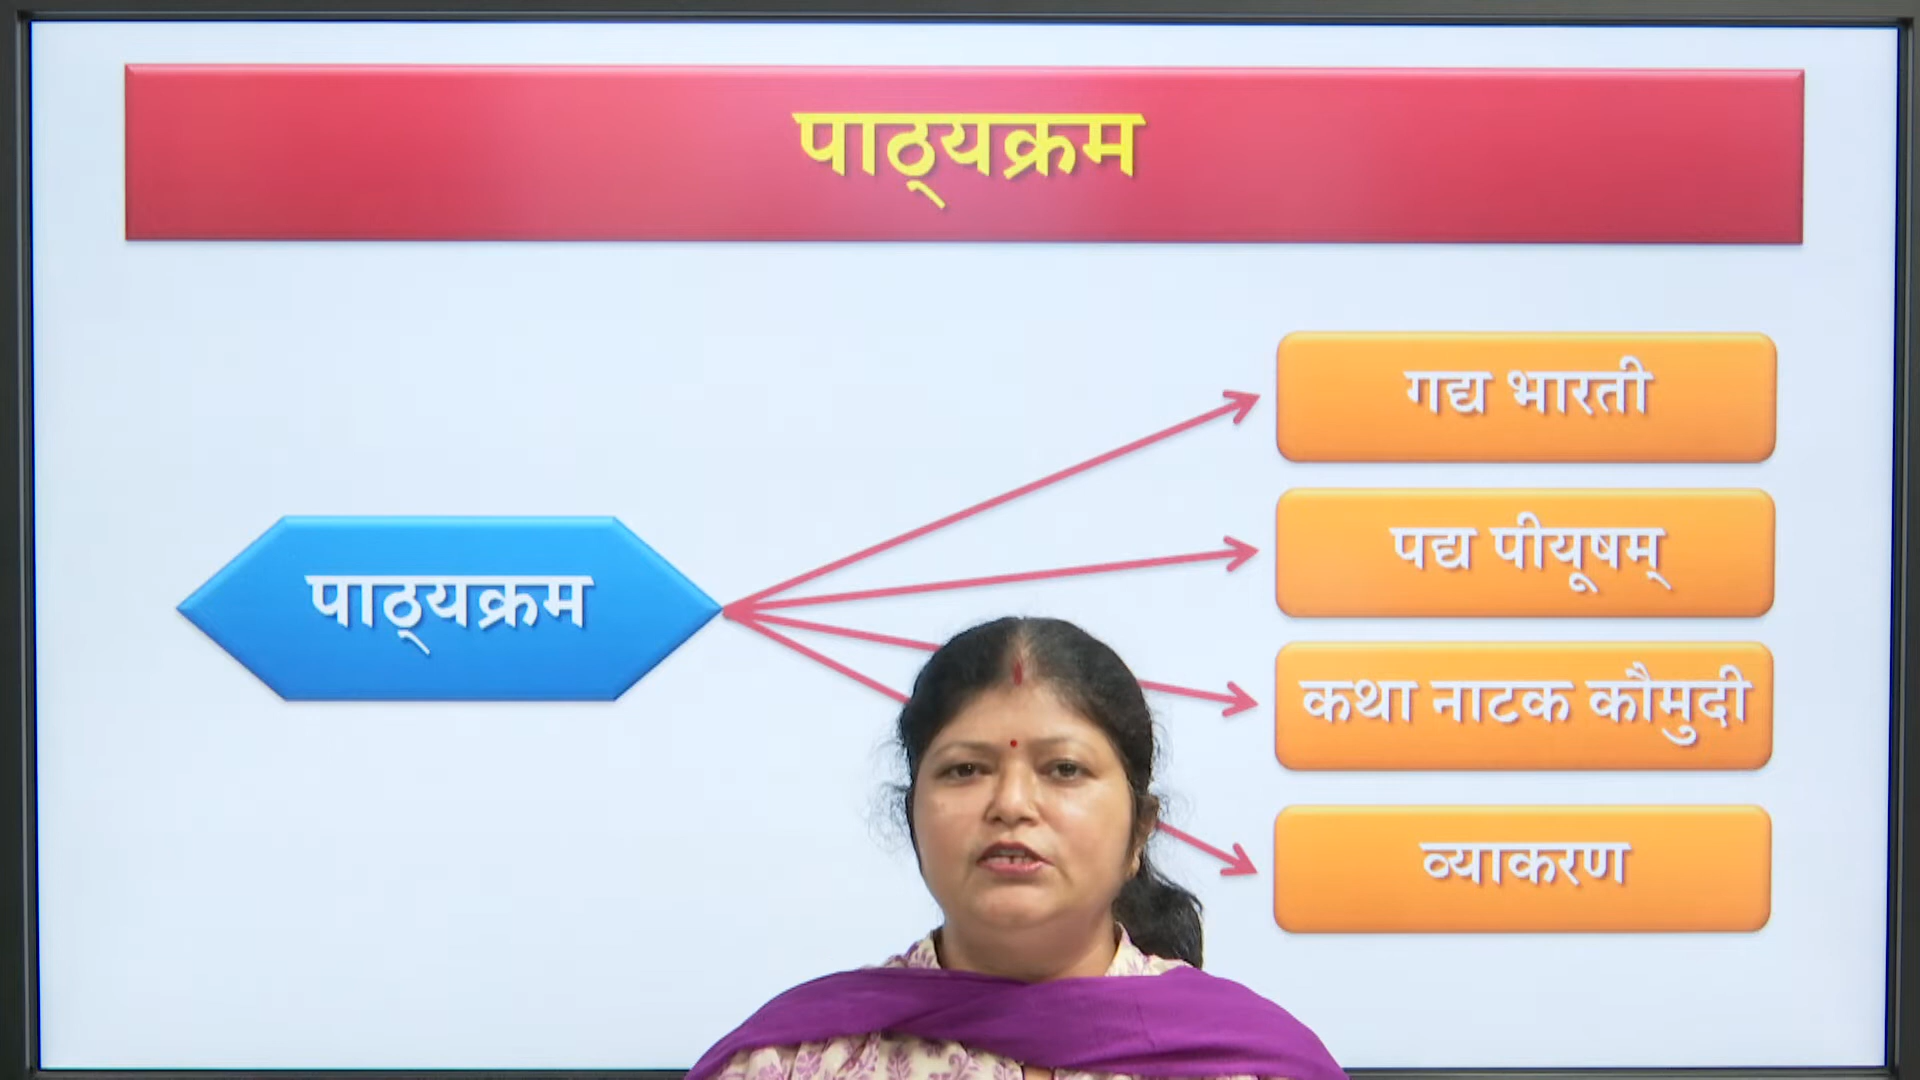 पाठ्यक्रम
पाठ्यक्रम
गद्य भारती
पद्य पीयूषम्
कथा नाटक कौमुदी
व्याकरण